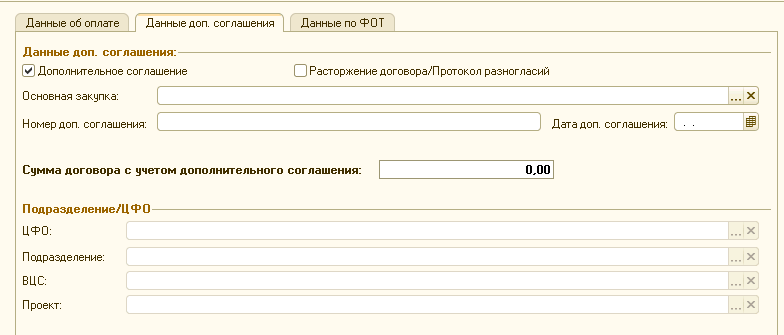 Данные об оплате Данные доп. соглашения Данные по ФОТ
Данные доп. соглашения:
Дополнительное соглашение Расторжение договора/Протокол разногласий
Основная закупка: ...
Номер доп. соглашения: Дата доп. соглашения: . .
Сумма договора с учетом дополнительного соглашения: 0,00
Подразделение/ЦФО
ЦФО: ...
Подразделение: ...
ВЦС: ...
Проект: ...